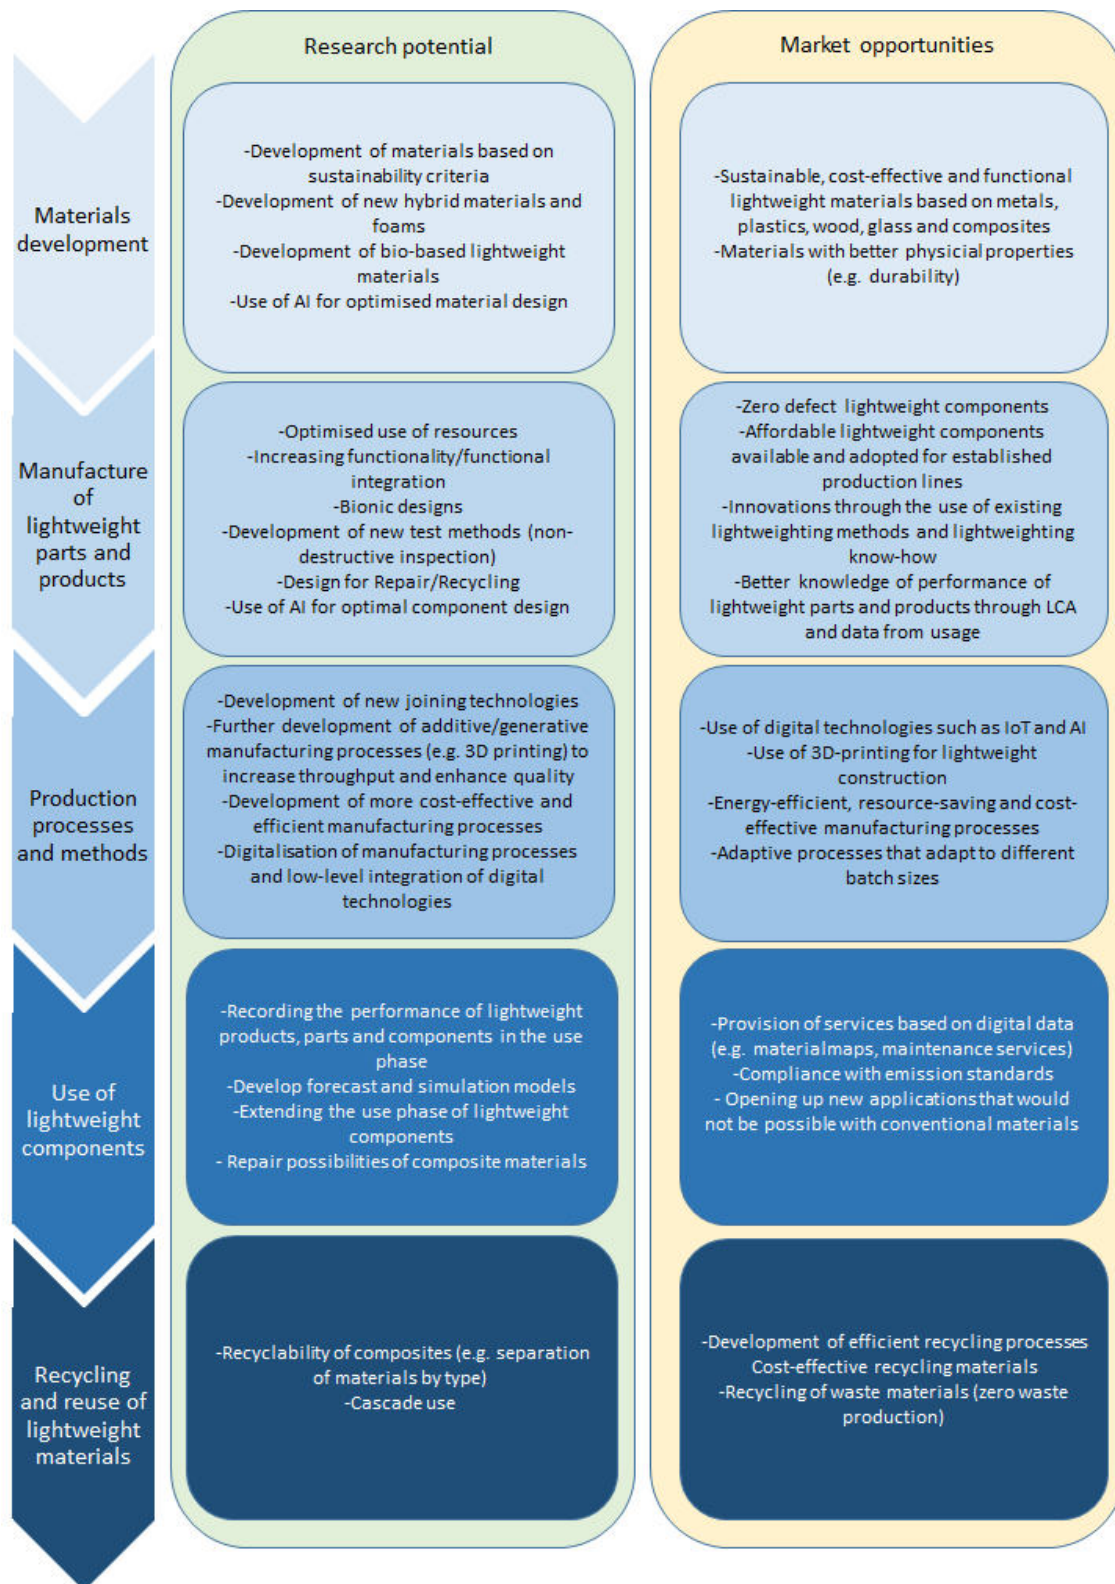 Research potential
Market opportunities
Materials
development
-Development of materials based on
sustainability criteria
-Development of new hybrid materials and
foams
-Development of bio-based lightweight
materials
-Use of AI for optimised material design
-Sustainable, cost-effective and functional
lightweight materials based on metals,
plastics, wood, glass and composites
-Materials with better physicial properties
(e.g. durability)
Manufacture
of
lightweight
parts and
products
-Optimised use of resources
-Increasing functionality/functional
integration
-Bionic designs
-Development of new test methods (non-
destructive inspection)
-Design for Repair/Recycling
-Use of AI for optimal component design
-Zero defect lightweight components
-Affordable lightweight components
available and adopted for established
production lines
-Innovations through the use of existing
lightweighting methods and lightweighting
know-how
-Better knowledge of performance of
lightweight parts and products through LCA
and data from usage
Production
processes
and methods
-Development of new joining technologies
-Further development of additive/generative
manufacturing processes (e.g. 3D printing) to
increase throughput and enhance quality
-Development of more cost-effective and
efficient manufacturing processes
-Digitalisation of manufacturing processes
and low-level integration of digital
technologies
-Use of digital technologies such as IoT and AI
-Use of 3D-printing for lightweight
construction
-Energy-efficient, resource-saving and cost-
effective manufacturing processes
-Adaptive processes that adapt to different
batch sizes
Use of
lightweight
components
-Recording the performance of lightweight
products, parts and components in the use
phase
-Develop forecast and simulation models
-Extending the use phase of lightweight
components
- Repair possibilities of composite materials
-Provision of services based on digital data
(e.g. materialmaps, maintenance services)
-Compliance with emission standards
- Opening up new applications that would
not be possible with conventional materials
Recycling
and reuse of
lightweight
materials
-Recyclability of composites (e.g. separation
of materials by type)
-Cascade use
-Development of efficient recycling processes
Cost-effective recycling materials
-Recycling of waste materials (zero waste
production)